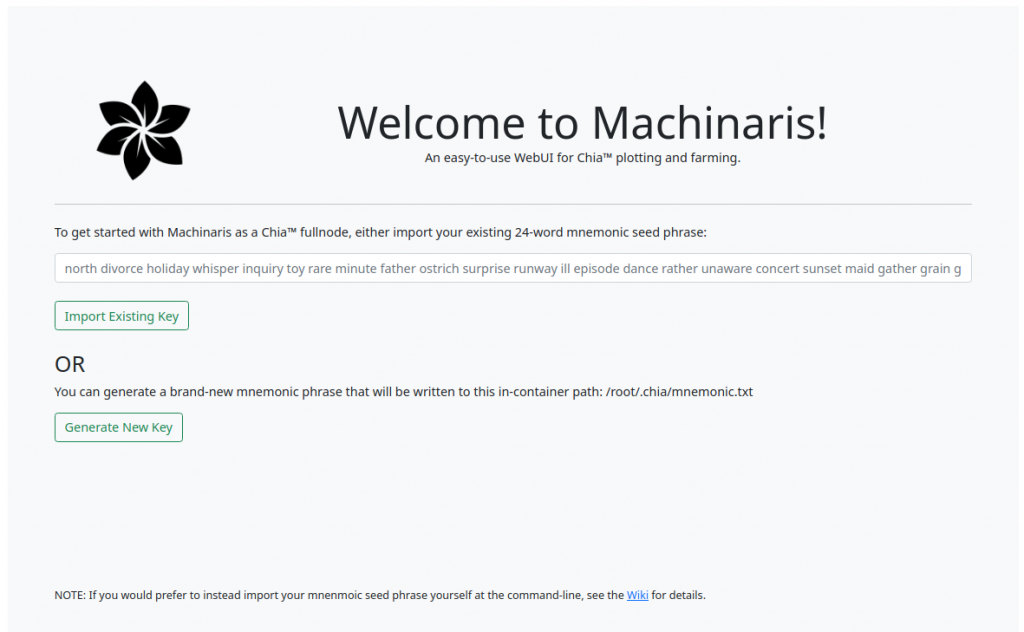 Welcome to Machinaris!
An easy-to-use WebUI for Chia™ plotting and farming.
To get started with Machinaris as a Chia™ fullnode, either import your existing 24-word mnemonic seed phrase:
north divorce holiday whisper inquiry toy rare minute father ostrich surprise runway ill episode dance rather unaware concert sunset maid gather grain g
Import Existing Key
OR
You can generate a brand-new mnemonic phrase that will be written to this in-container path: /root/.chia/mnemonic.txt
Generate New Key
NOTE: If you would prefer to instead import your mnenmoic seed phrase yourself at the command-line, see the Wiki for details.